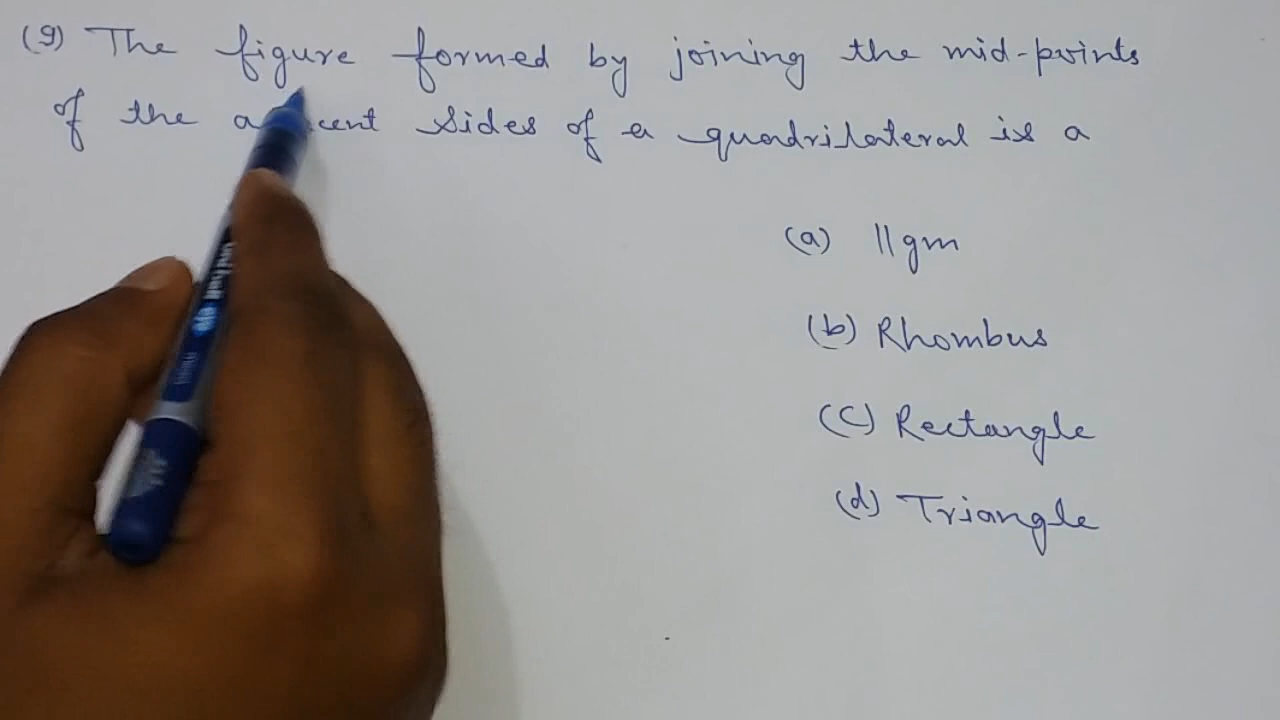 (9) The figure formed by joining the mid-points
of the cent sides of a quadrilateral is a
(a) ||gm
(b) Rhombus
(c) Rectangle
(d) Triangle